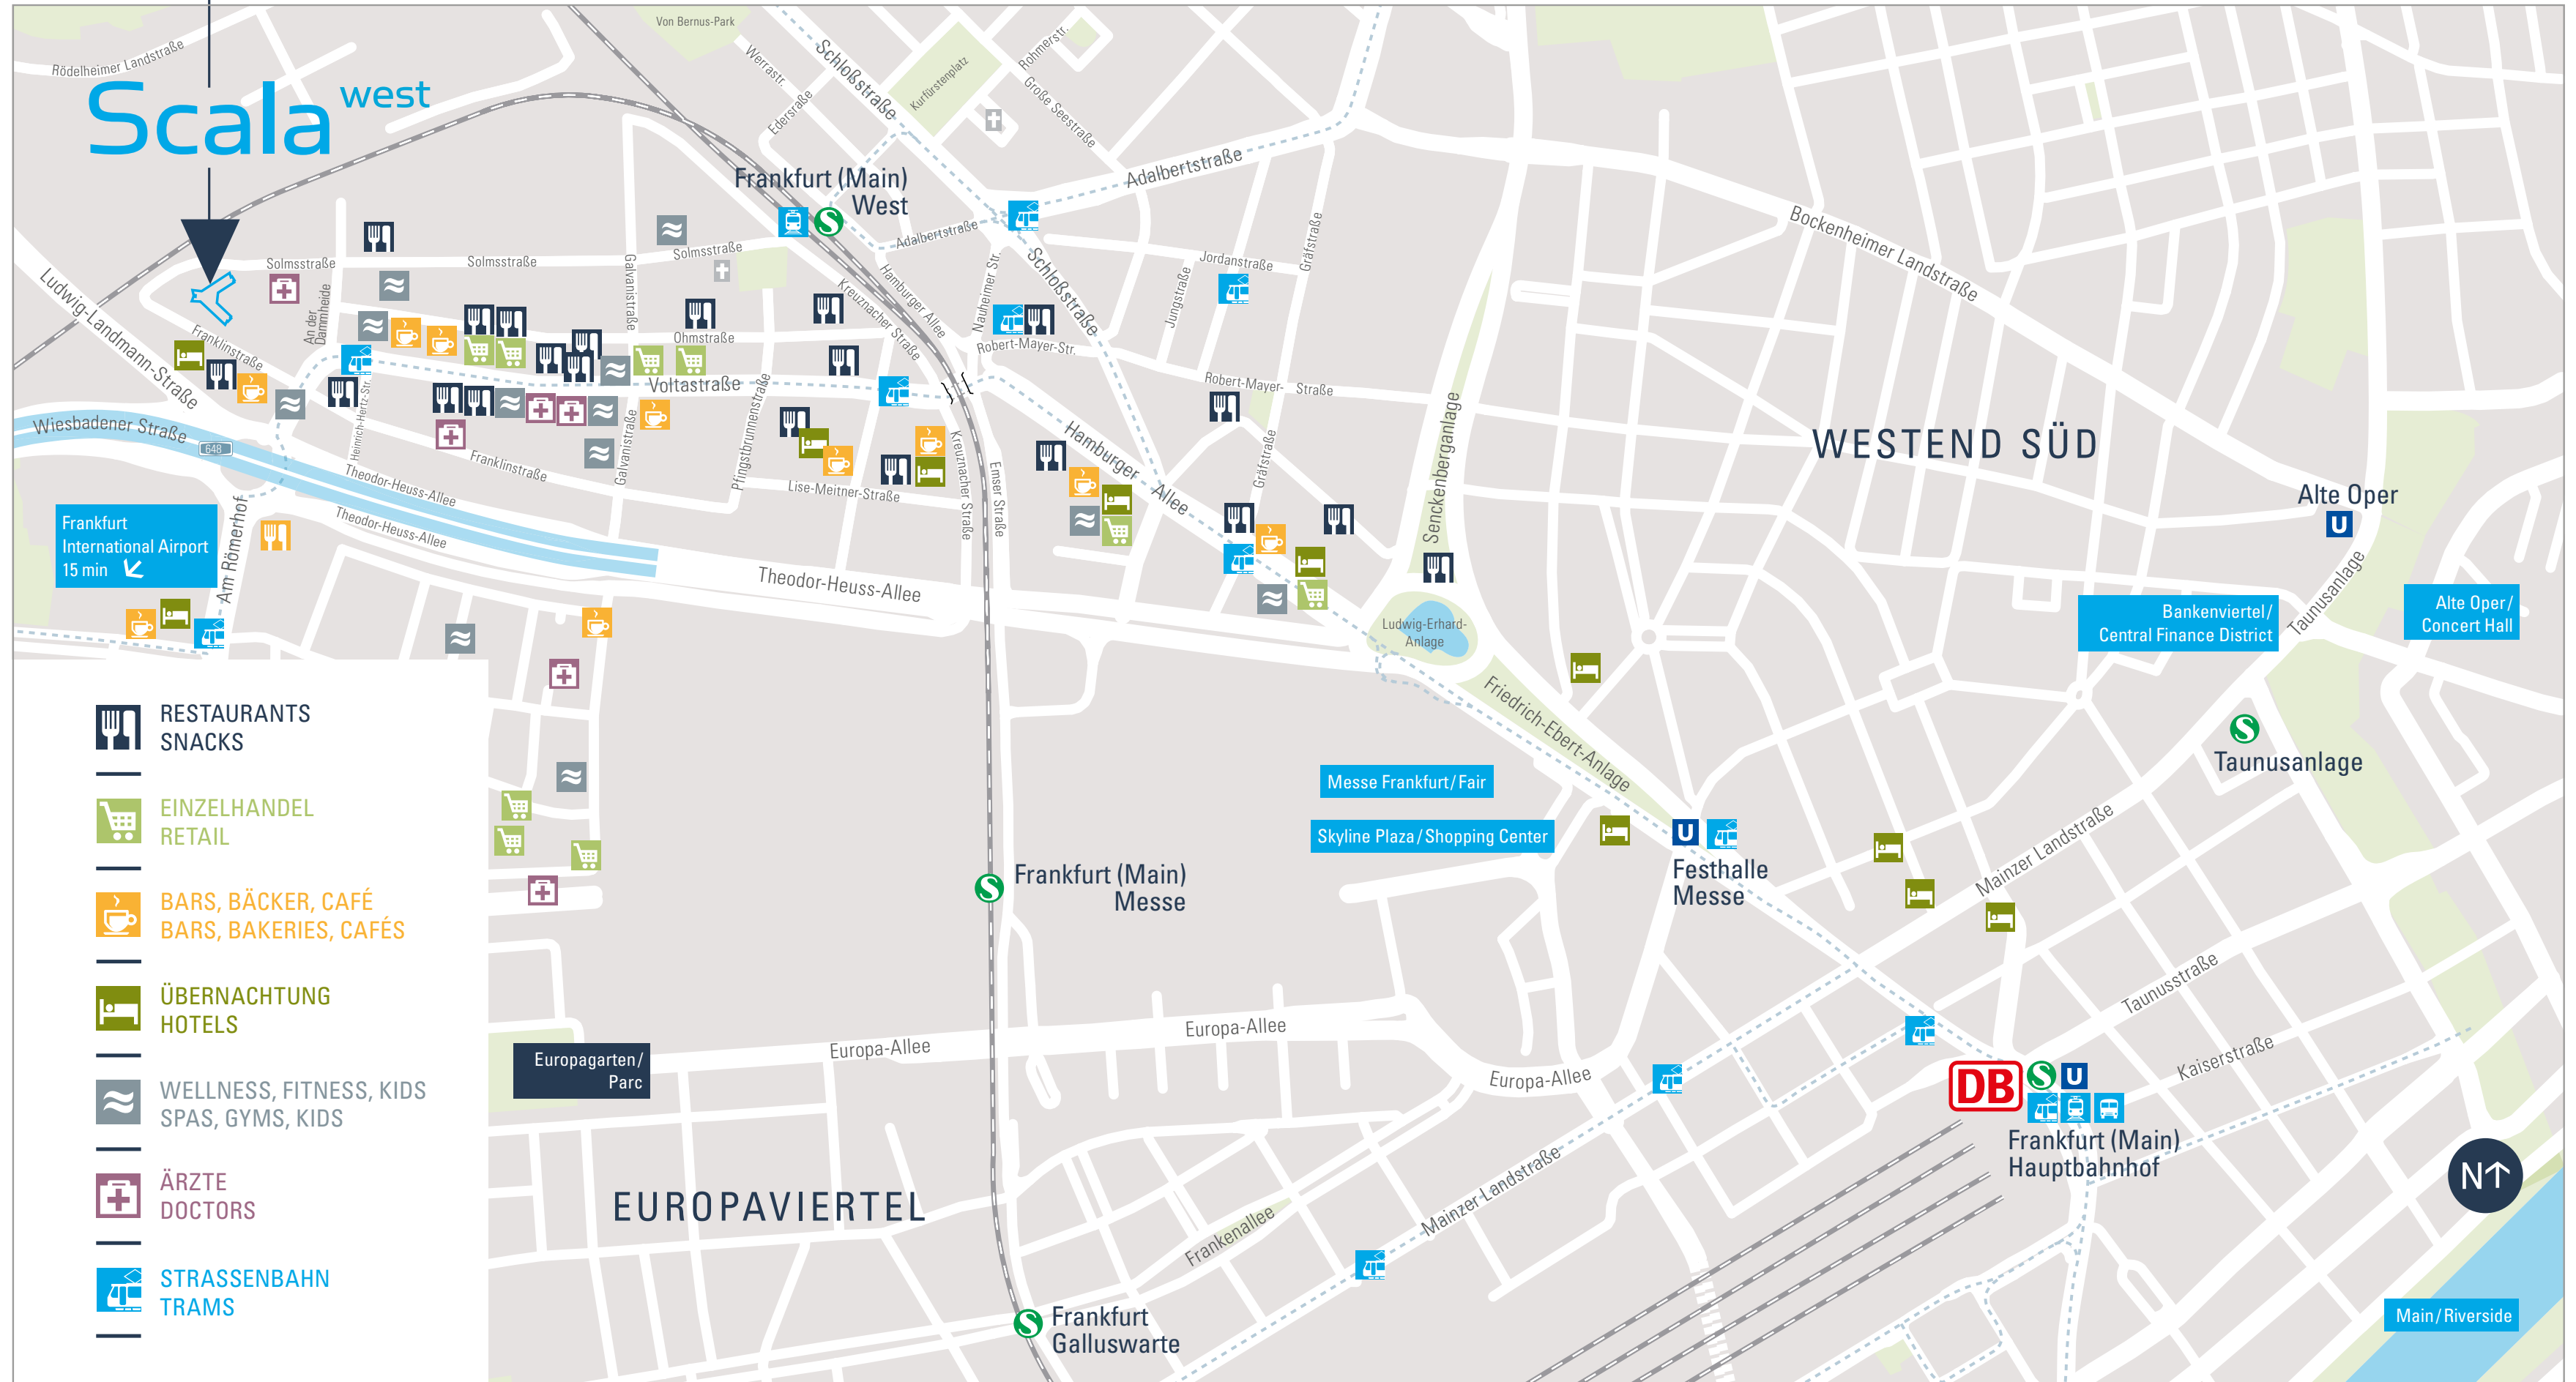 Von Bernus-Park
Rödelheimer Landstraße
Scala west
Werrastr.
Schloßstraße
Ederstraße
Kurfürstenplatz
Rohmerstr.
Große Seestraße
Adalbertstraße
Frankfurt (Main)
West
Adalbertstraße
Solmsstraße
Solmsstraße
Solmsstraße
Galvanistraße
Hamburger Allee
Kreuznacher Straße
Nauheimer Str.
Schloßstraße
Jordanstraße
Jungstraße
Gräfstraße
Bockenheimer Landstraße
Ludwig-Landmann-Straße
Franklinstraße
An der
Dammheide
Ohmstraße
Robert-Mayer-Str.
Robert-Mayer-
Straße
Voltastraße
Heinrich-Hertz-Str.
Pfingstbrunnenstraße
Wiesbadener Straße
648
Theodor-Heuss-Allee
Theodor-Heuss-Allee
Franklinstraße
Galvanistraße
Lise-Meitner-Straße
Kreuznacher Straße
Emser Straße
Hamburger
Allee
Gräfstraße
Senckenberganlage
WESTEND SÜD
Alte Oper
U
Frankfurt
International Airport
15 min
Am Römerhof
Theodor-Heuss-Allee
Ludwig-Erhard-
Anlage
Taunusanlage
Bankenviertel/
Central Finance District
Alte Oper/
Concert Hall
Friedrich-Ebert-Anlage
S
Taunusanlage
RESTAURANTS
SNACKS
EINZELHANDEL
RETAIL
BARS, BÄCKER, CAFÉ
BARS, BAKERIES, CAFÉS
ÜBERNACHTUNG
HOTELS
WELLNESS, FITNESS, KIDS
SPAS, GYMS, KIDS
ÄRZTE
DOCTORS
STRASSENBAHN
TRAMS
Messe Frankfurt/Fair
Skyline Plaza/Shopping Center
U
Festhalle
Messe
Mainzer Landstraße
S
Frankfurt (Main)
Messe
Taunusstraße
Kaiserstraße
Europa-Allee
Europa-Allee
Europa-Allee
Europagarten/
Parc
DB
S
U
Frankfurt (Main)
Hauptbahnhof
N↑
EUROPAVIERTEL
Frankenallee
Mainzer Landstraße
S
Frankfurt
Galluswarte
Main/Riverside